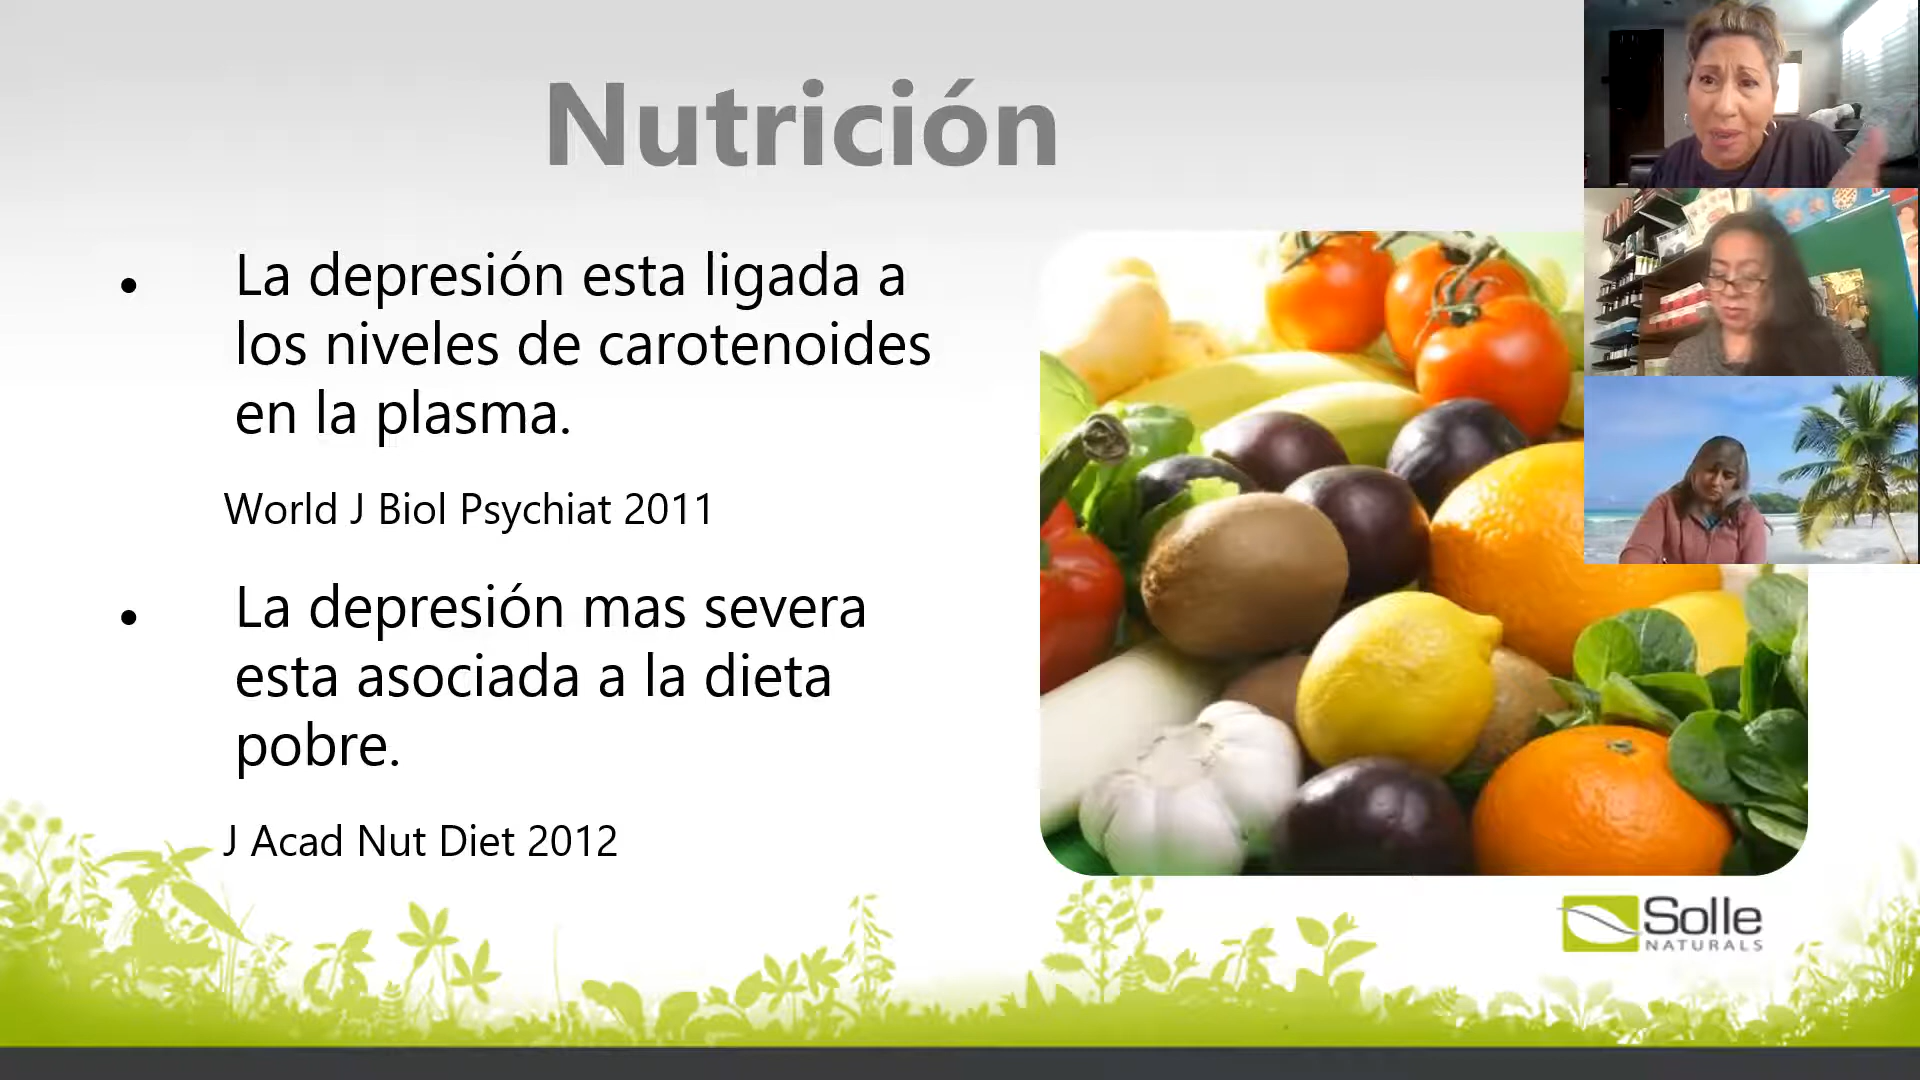 Nutrición
• La depresión esta ligada a
los niveles de carotenoides
en la plasma.
World J Biol Psychiat 2011
• La depresión mas severa
esta asociada a la dieta
pobre.
J Acad Nut Diet 2012
Solle
NATURALS